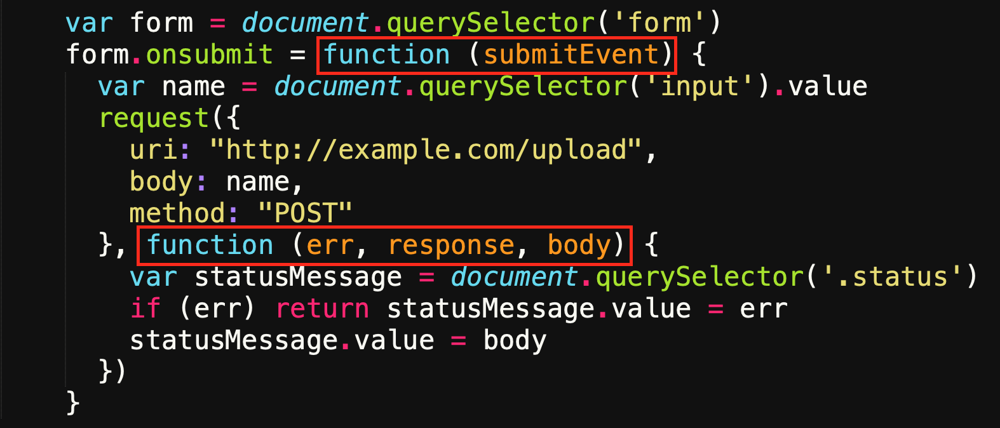 var form = document.querySelector('form')
form.onsubmit = function (submitEvent) {
  var name = document.querySelector('input').value
  request({
    uri: "http://example.com/upload",
    body: name,
    method: "POST"
  }, function (err, response, body) {
    var statusMessage = document.querySelector('.status')
    if (err) return statusMessage.value = err
    statusMessage.value = body
  })
}